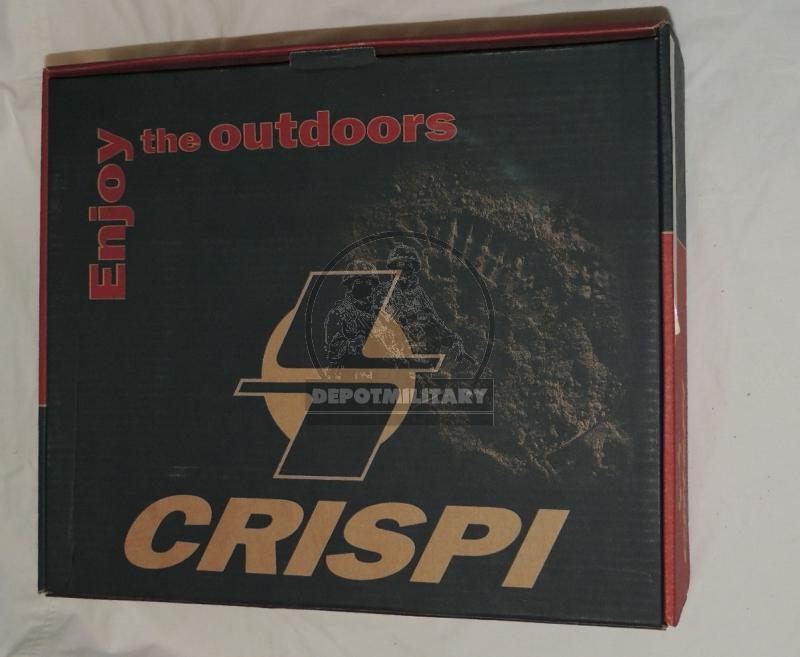 Enjoy the outdoors
DEPOTMILITARY
CRISPI